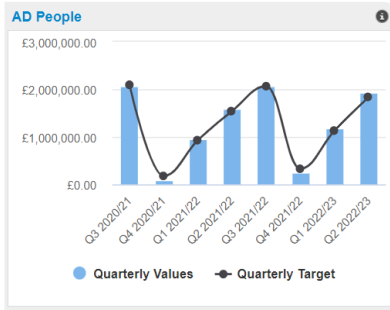 AD People
£3,000,000.00
£2,000,000.00
£1,000,000.00
£0.00
Q3 2020/21
Q4 2020/21
Q1 2021/22
Q2 2021/22
Q3 2021/22
Q4 2021/22
Q1 2022/23
Q2 2022/23
Quarterly Values
Quarterly Target